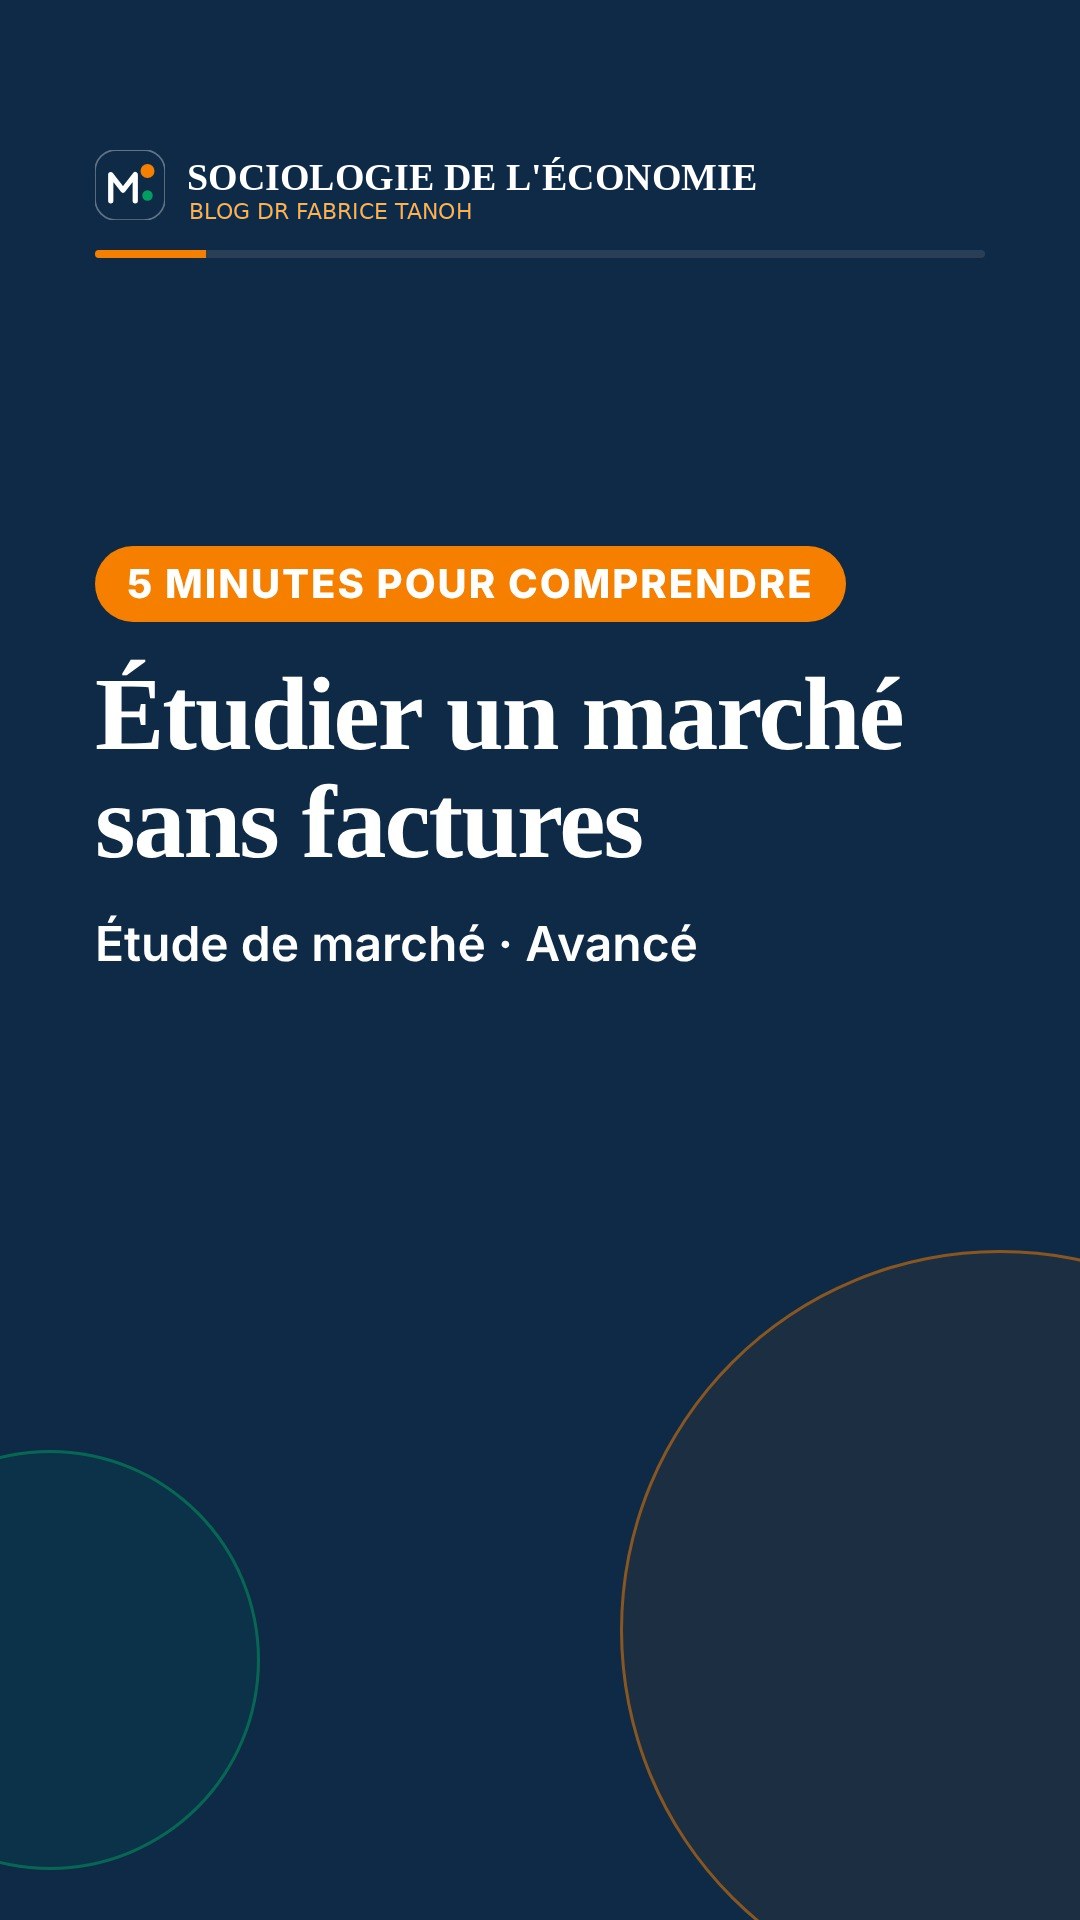 M
SOCIOLOGIE DE L'ÉCONOMIE
BLOG DR FABRICE TANOH
5 MINUTES POUR COMPRENDRE
Étudier un marché
sans factures
Étude de marché · Avancé